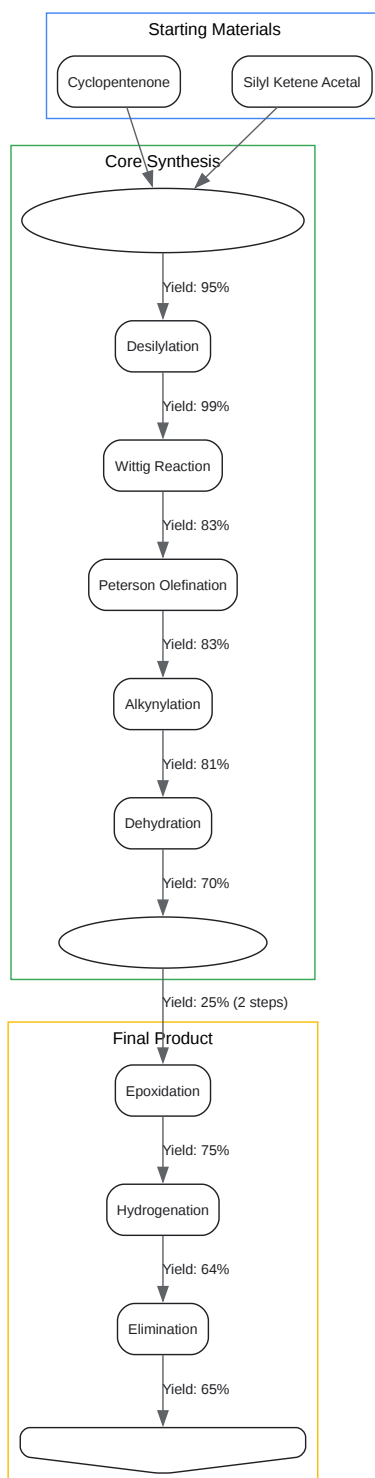 Starting Materials
Cyclopentenone
Silyl Ketene Acetal
Core Synthesis
Yield: 95%
Desilylation
Yield: 99%
Wittig Reaction
Yield: 83%
Peterson Olefination
Yield: 83%
Alkynylation
Yield: 81%
Dehydration
Yield: 70%
Yield: 25% (2 steps)
Final Product
Epoxidation
Yield: 75%
Hydrogenation
Yield: 64%
Elimination
Yield: 65%